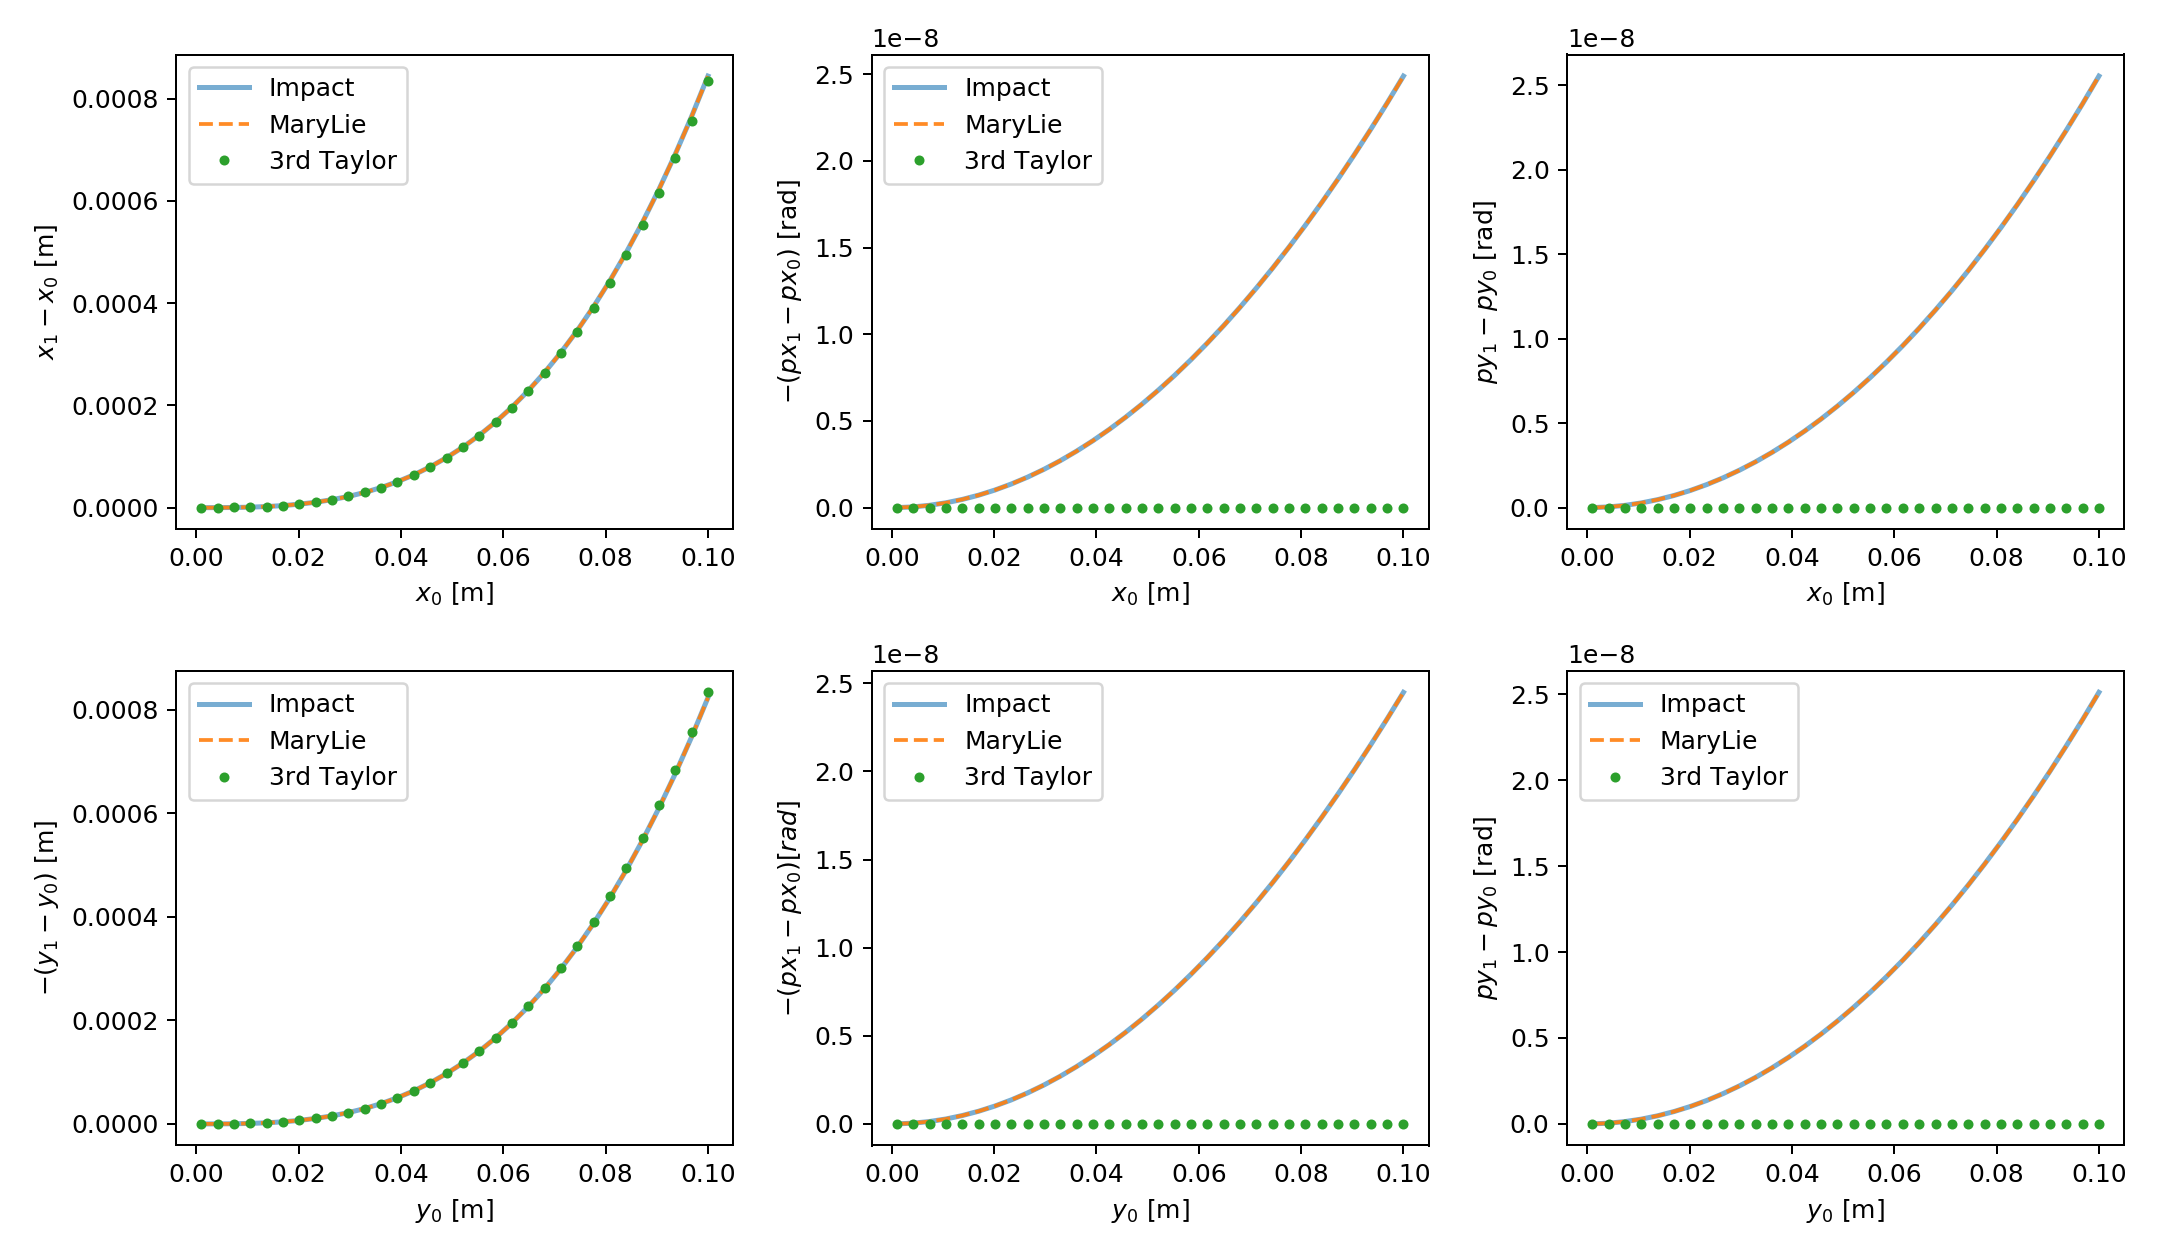 1e−8
1e−8
Impact
MaryLie
3rd Taylor
0.0008
0.0006
0.0004
0.0002
0.0000
x₁ − x₀ [m]
0.00 0.02 0.04 0.06 0.08 0.10
x₀ [m]
Impact
MaryLie
3rd Taylor
2.5
2.0
1.5
1.0
0.5
0.0
−(px₁ − px₀) [rad]
0.00 0.02 0.04 0.06 0.08 0.10
x₀ [m]
2.5
2.0
1.5
1.0
0.5
0.0
py₁ − py₀ [rad]
0.00 0.02 0.04 0.06 0.08 0.10
x₀ [m]
1e−8
1e−8
Impact
MaryLie
3rd Taylor
0.0008
0.0006
0.0004
0.0002
0.0000
−(y₁ − y₀) [m]
0.00 0.02 0.04 0.06 0.08 0.10
y₀ [m]
Impact
MaryLie
3rd Taylor
2.5
2.0
1.5
1.0
0.5
0.0
−(px₁ − px₀)[rad]
0.00 0.02 0.04 0.06 0.08 0.10
y₀ [m]
Impact
MaryLie
3rd Taylor
2.5
2.0
1.5
1.0
0.5
0.0
py₁ − py₀ [rad]
0.00 0.02 0.04 0.06 0.08 0.10
y₀ [m]